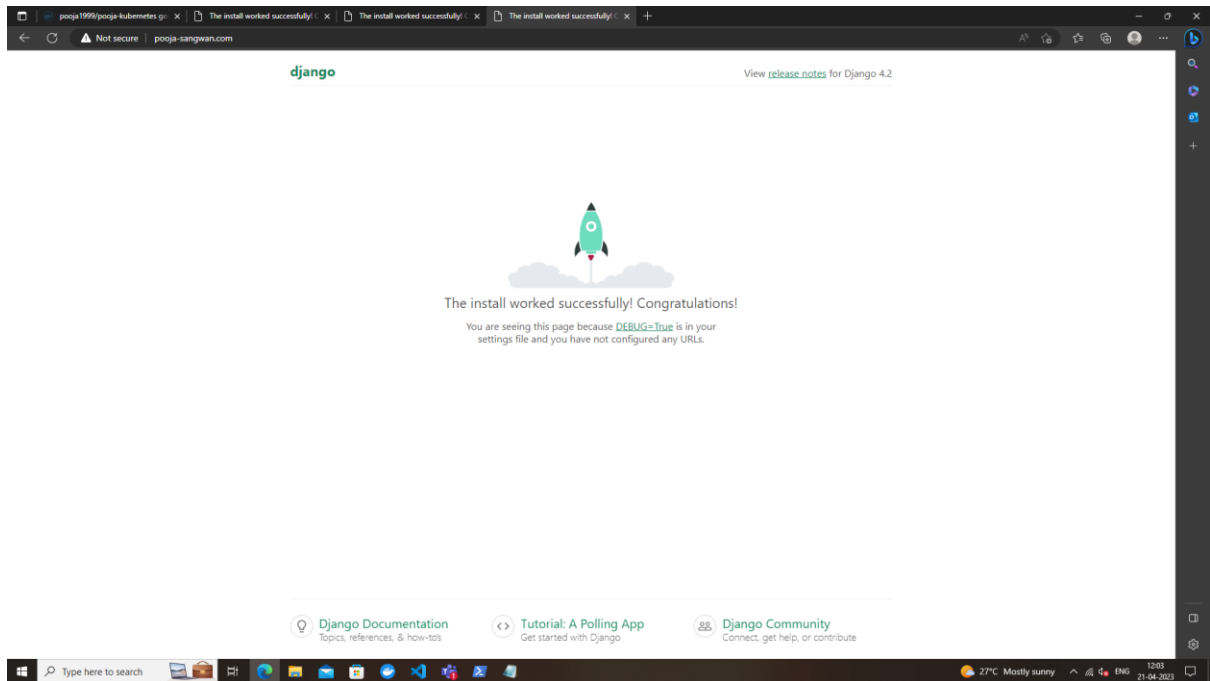 pooja1999/pooja-kubernetes ge
The install worked successfully! C
The install worked successfully! C
The install worked successfully! C
Not secure | pooja-sangwan.com
django
View release notes for Django 4.2
The install worked successfully! Congratulations!
You are seeing this page because DEBUG=True is in your
settings file and you have not configured any URLs.
Django Documentation
Topics, references, & how-to's
Tutorial: A Polling App
Get started with Django
Django Community
Connect, get help, or contribute
Type here to search
27°C Mostly sunny
ENG
12:03
21-04-2023